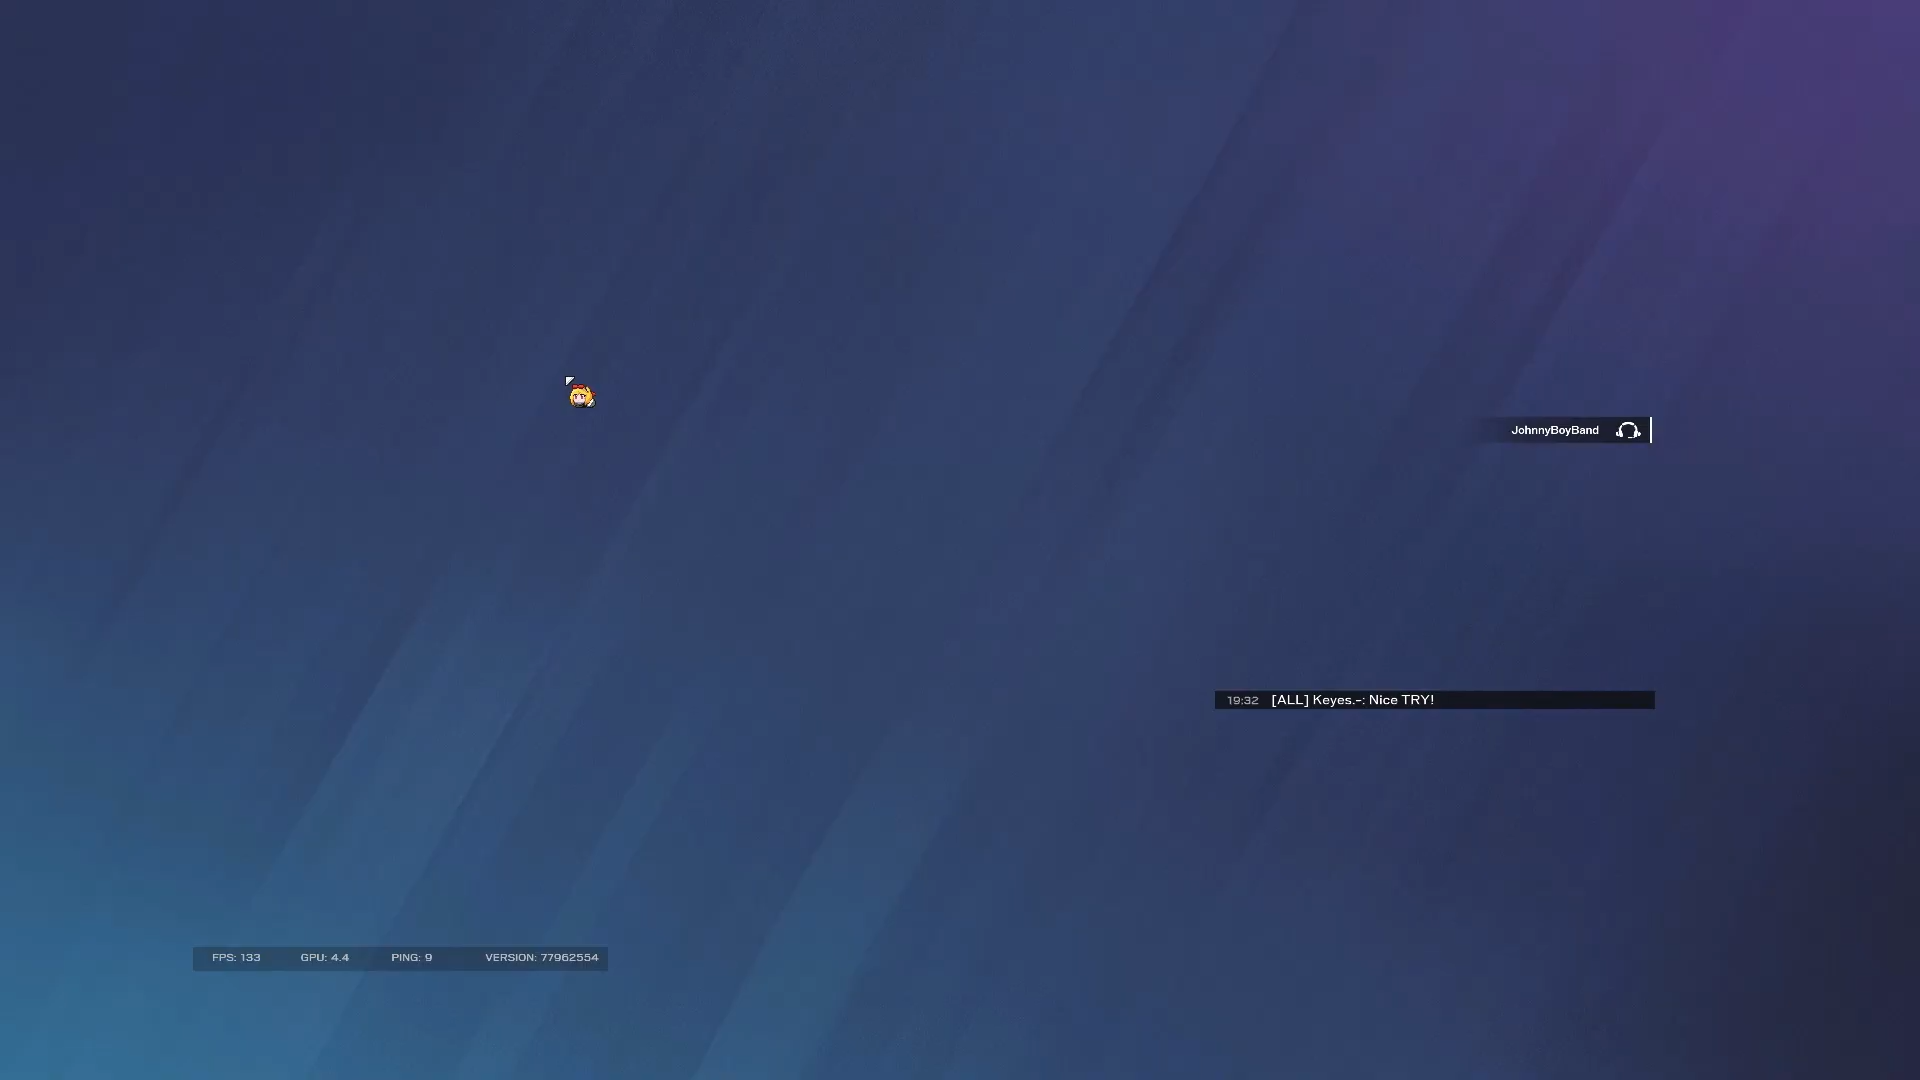 JohnnyBoyBand
19:32 [ALL] Keyes.-: Nice TRY!
FPS: 133 GPU: 4.4 PING: 9 VERSION: 77962554